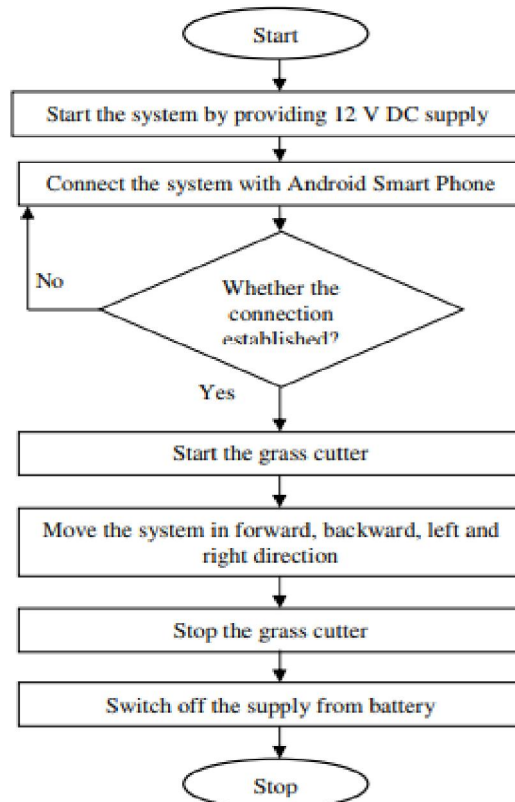 Start
Start the system by providing 12 V DC supply
Connect the system with Android Smart Phone
No
Whether the
connection
established?
Yes
Start the grass cutter
Move the system in forward, backward, left and
right direction
Stop the grass cutter
Switch off the supply from battery
Stop